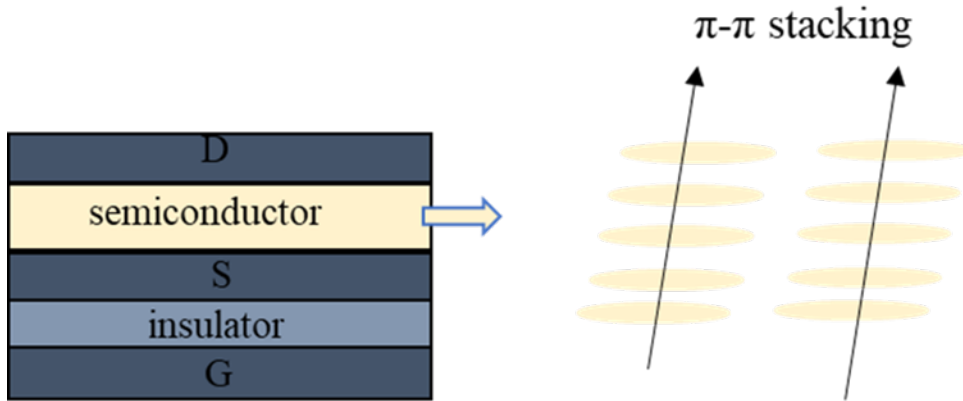 π-π stacking
D
semiconductor
S
insulator
G